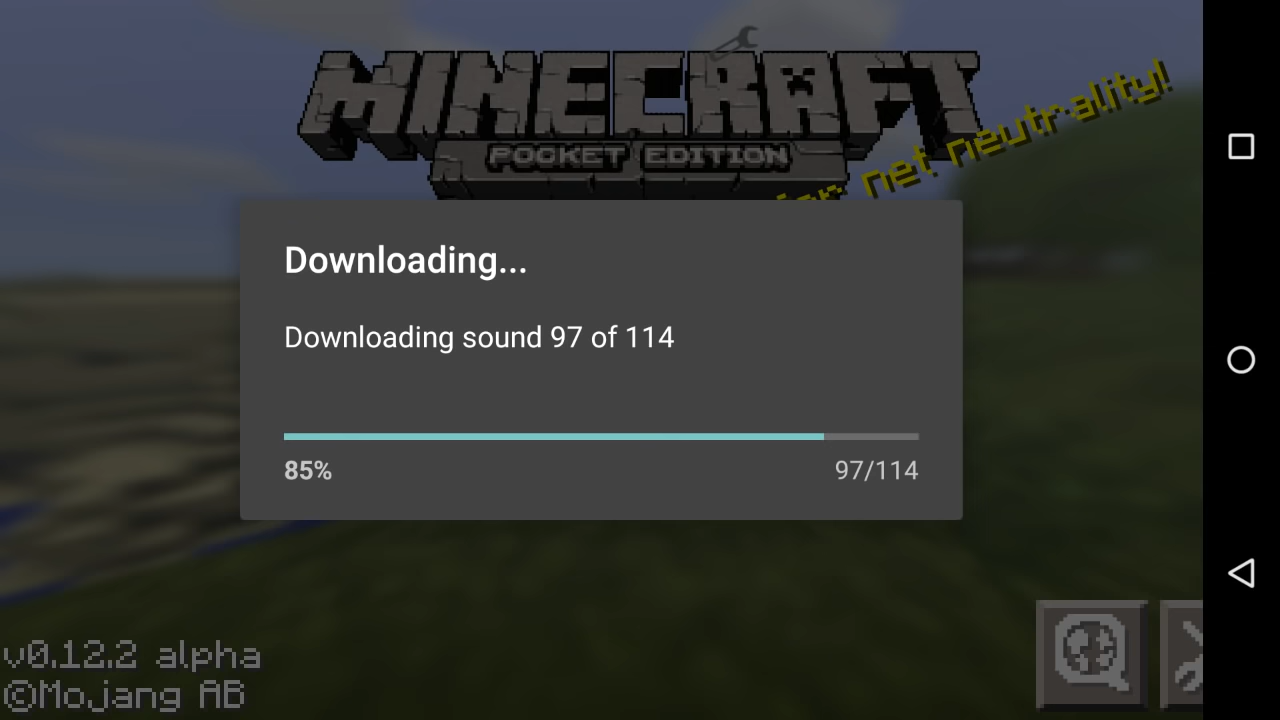 MINECRAFT
POCKET EDITION
net neutrality!
Downloading...
Downloading sound 97 of 114
85%
97/114
v0.12.2 alpha
©Mojang AB